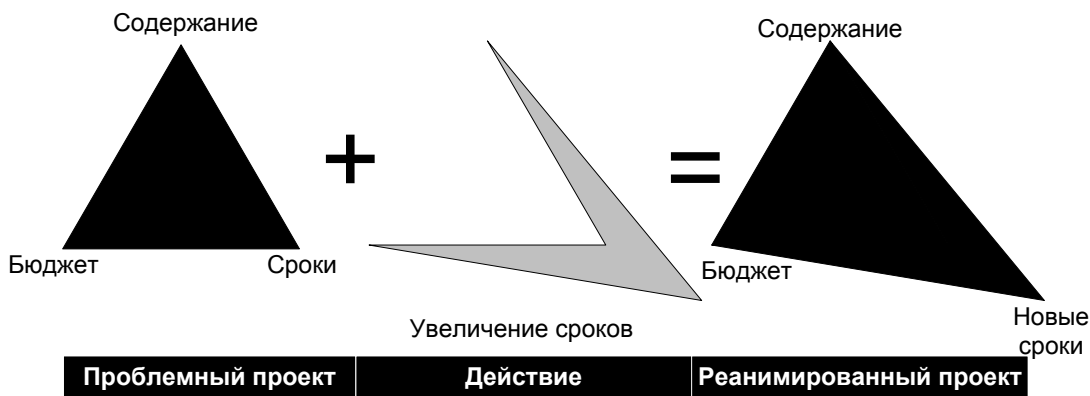 Содержание
Содержание
+
=
Бюджет
Сроки
Бюджет
Увеличение сроков
Новые
сроки
Проблемный проект
Действие
Реанимированный проект